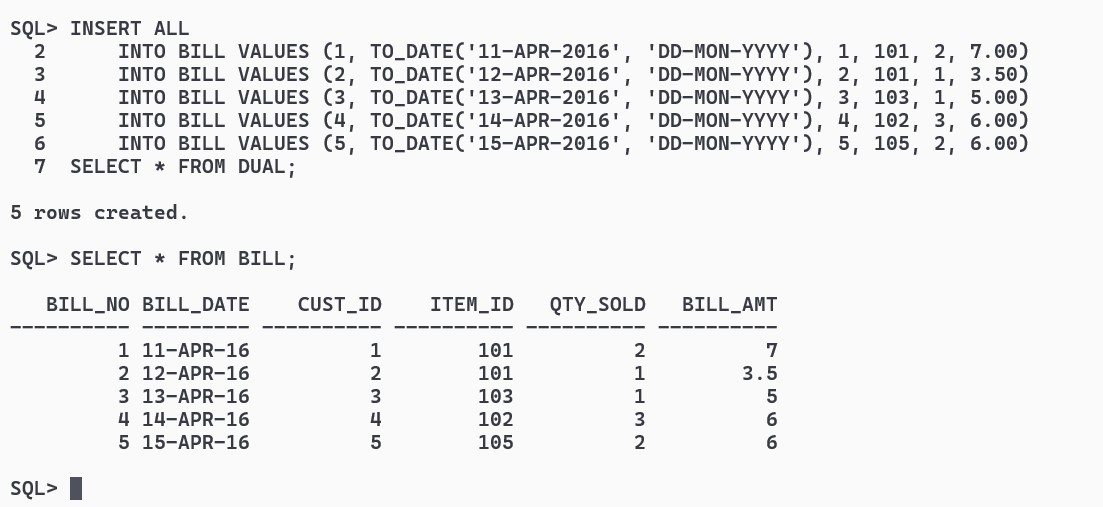 SQL> INSERT ALL
  2      INTO BILL VALUES (1, TO_DATE('11-APR-2016', 'DD-MON-YYYY'), 1, 101, 2, 7.00)
  3      INTO BILL VALUES (2, TO_DATE('12-APR-2016', 'DD-MON-YYYY'), 2, 101, 1, 3.50)
  4      INTO BILL VALUES (3, TO_DATE('13-APR-2016', 'DD-MON-YYYY'), 3, 103, 1, 5.00)
  5      INTO BILL VALUES (4, TO_DATE('14-APR-2016', 'DD-MON-YYYY'), 4, 102, 3, 6.00)
  6      INTO BILL VALUES (5, TO_DATE('15-APR-2016', 'DD-MON-YYYY'), 5, 105, 2, 6.00)
  7  SELECT * FROM DUAL;

5 rows created.

SQL> SELECT * FROM BILL;

   BILL_NO BILL_DATE    CUST_ID    ITEM_ID   QTY_SOLD   BILL_AMT
---------- --------- ---------- ---------- ---------- ----------
         1 11-APR-16          1        101          2          7
         2 12-APR-16          2        101          1        3.5
         3 13-APR-16          3        103          1          5
         4 14-APR-16          4        102          3          6
         5 15-APR-16          5        105          2          6

SQL>